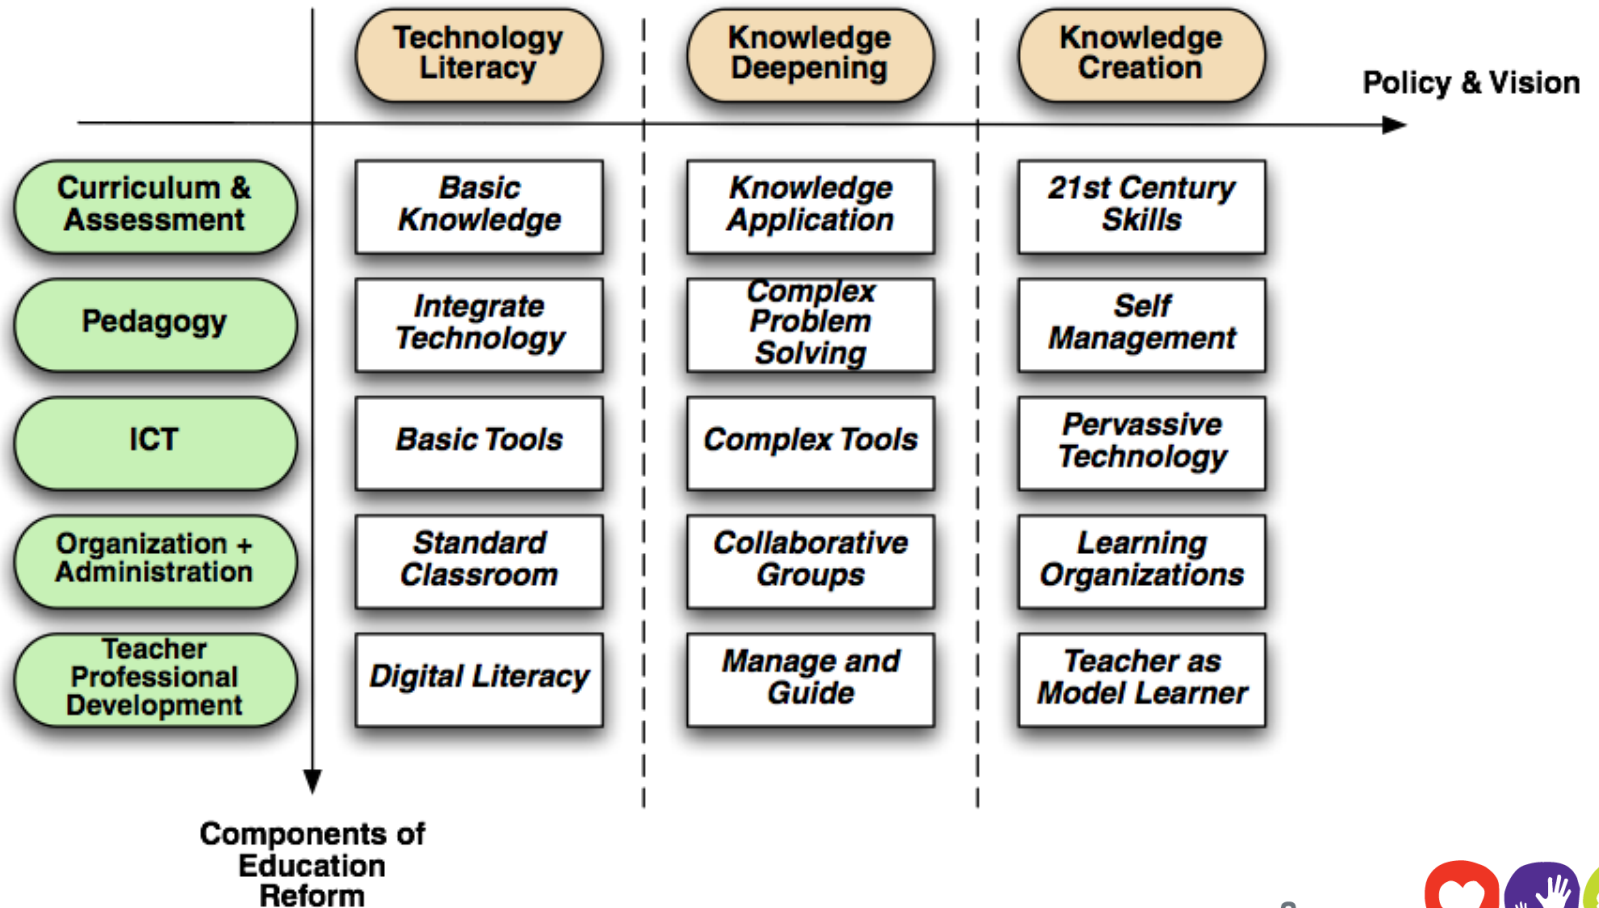 Technology
Literacy
Knowledge
Deepening
Knowledge
Creation
Policy & Vision
Curriculum &
Assessment
Basic
Knowledge
Knowledge
Application
21st Century
Skills
Pedagogy
Integrate
Technology
Complex
Problem
Solving
Self
Management
ICT
Basic Tools
Complex Tools
Pervassive
Technology
Organization +
Administration
Standard
Classroom
Collaborative
Groups
Learning
Organizations
Teacher
Professional
Development
Digital Literacy
Manage and
Guide
Teacher as
Model Learner
Components of
Education
Reform